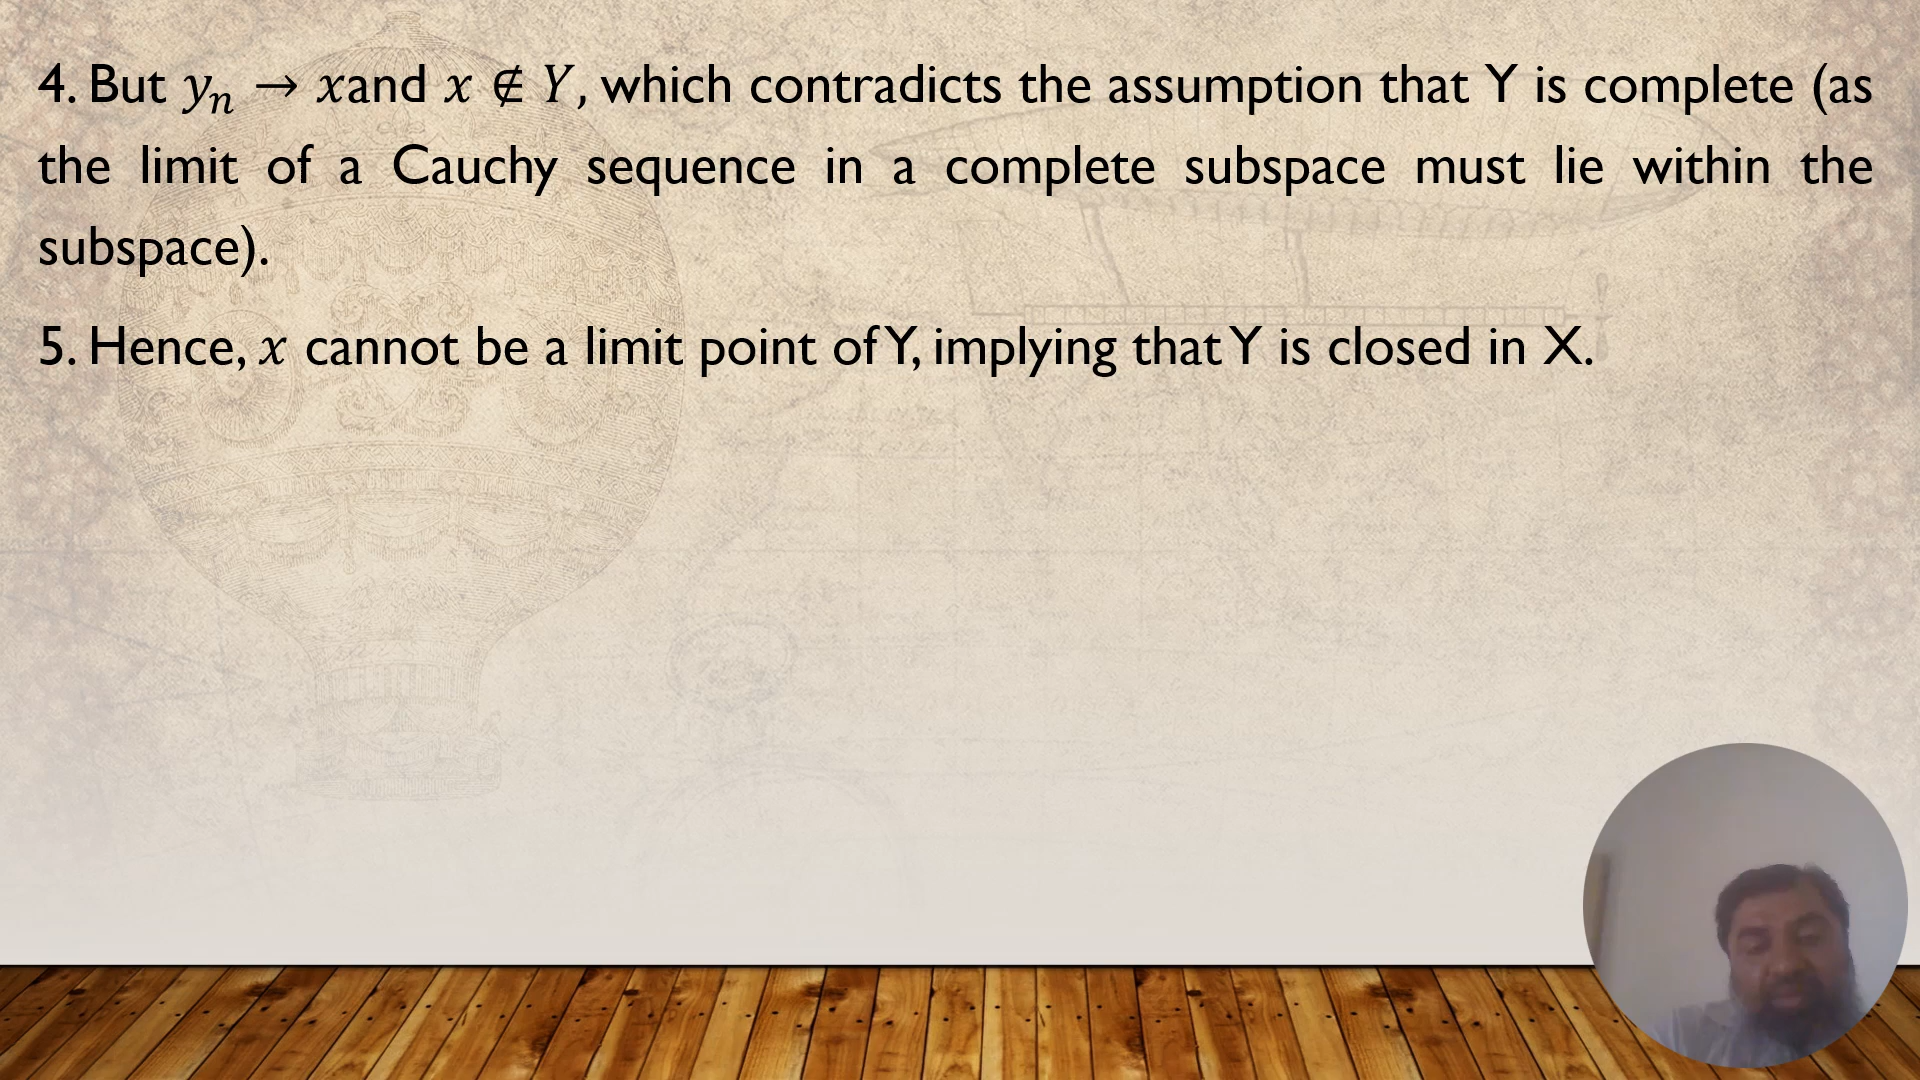 4. But 𝑦ₙ → 𝑥and 𝑥 ∉ 𝑌, which contradicts the assumption that Y is complete (as
the limit of a Cauchy sequence in a complete subspace must lie within the
subspace).
5. Hence, 𝑥 cannot be a limit point of Y, implying that Y is closed in X.